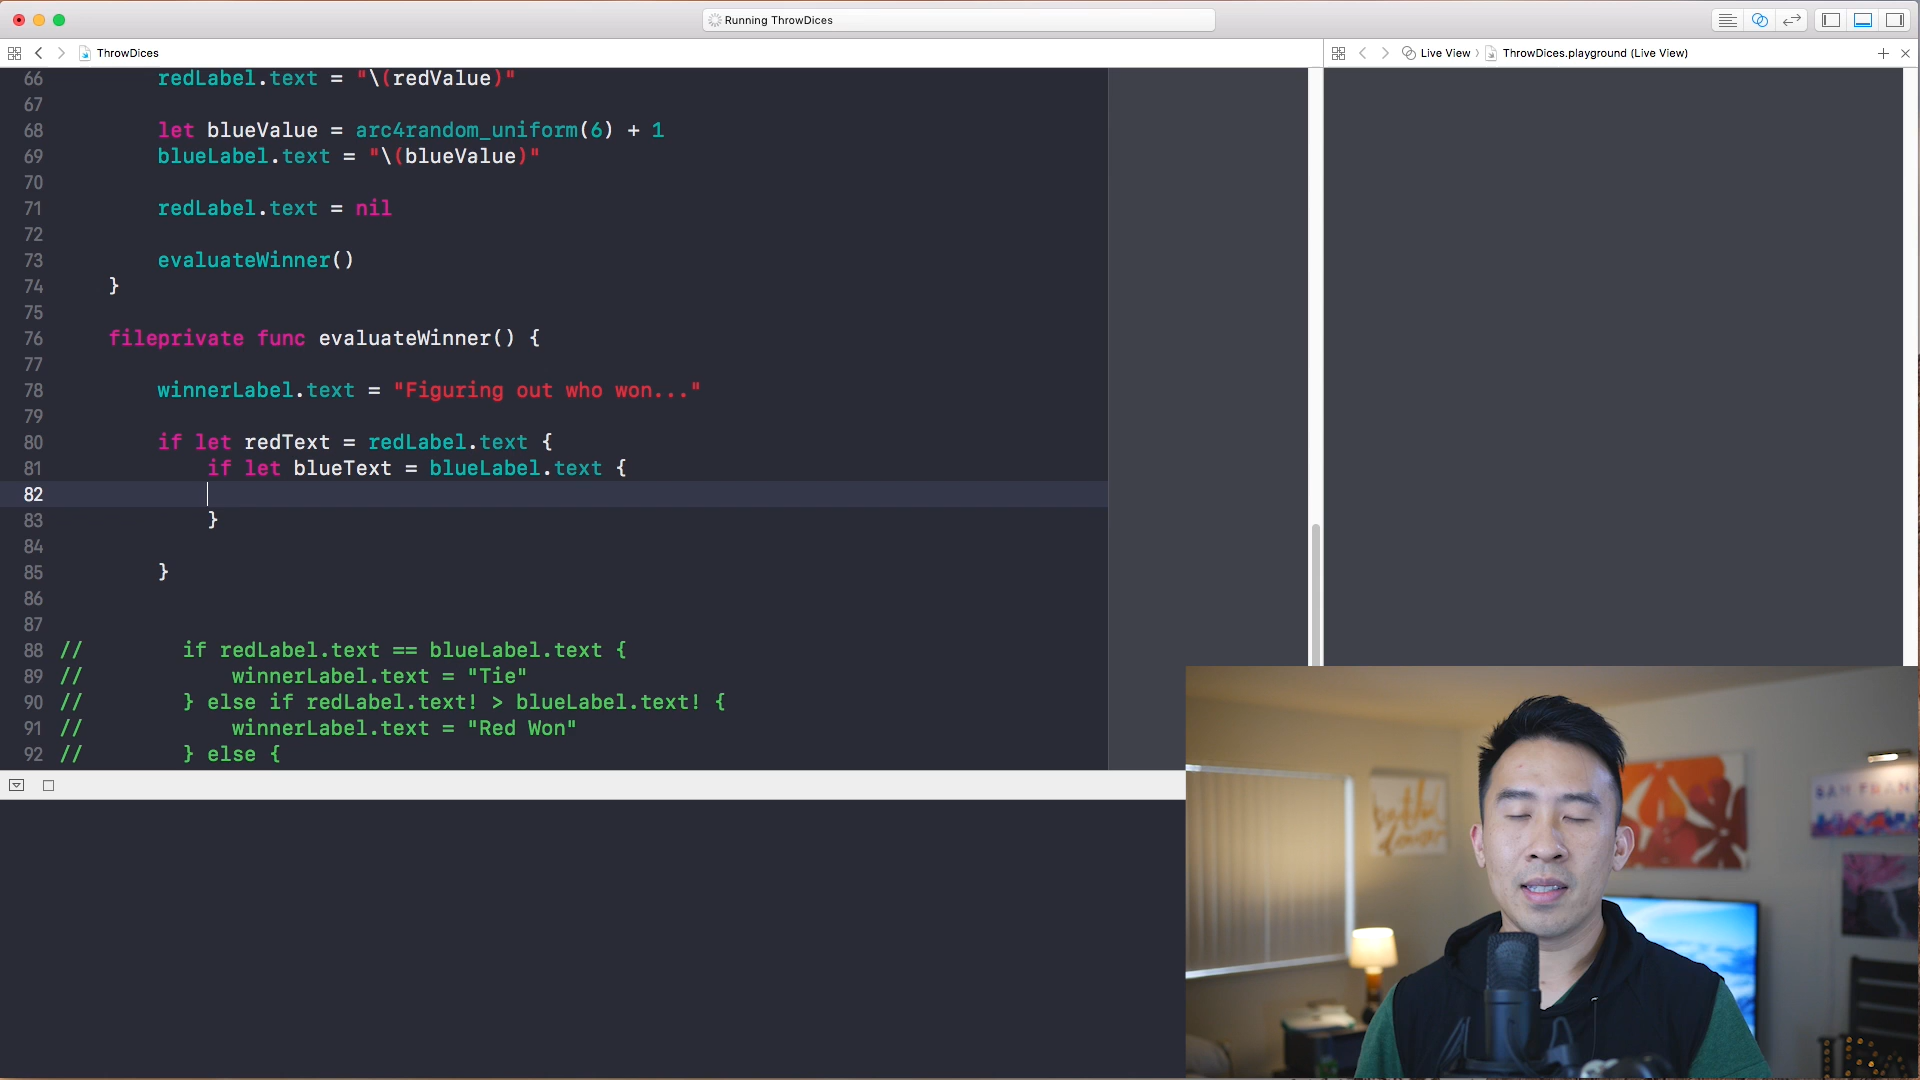 Running ThrowDices
ThrowDices
Live View
ThrowDices.playground (Live View)
66 redLabel.text = "\(redValue)"
67
68 let blueValue = arc4random_uniform(6) + 1
69 blueLabel.text = "\(blueValue)"
70
71 redLabel.text = nil
72
73 evaluateWinner()
74 }
75
76 fileprivate func evaluateWinner() {
77
78 winnerLabel.text = "Figuring out who won..."
79
80 if let redText = redLabel.text {
81 if let blueText = blueLabel.text {
82
83 }
84
85 }
86
87
88 // if redLabel.text == blueLabel.text {
89 // winnerLabel.text = "Tie"
90 // } else if redLabel.text! > blueLabel.text! {
91 // winnerLabel.text = "Red Won"
92 // } else {